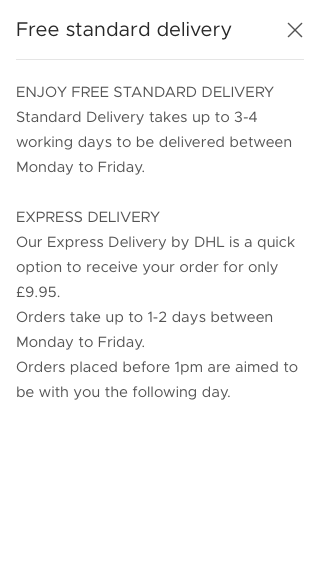 Free standard delivery
ENJOY FREE STANDARD DELIVERY
Standard Delivery takes up to 3-4
working days to be delivered between
Monday to Friday.
EXPRESS DELIVERY
Our Express Delivery by DHL is a quick
option to receive your order for only
£9.95.
Orders take up to 1-2 days between
Monday to Friday.
Orders placed before 1pm are aimed to
be with you the following day.